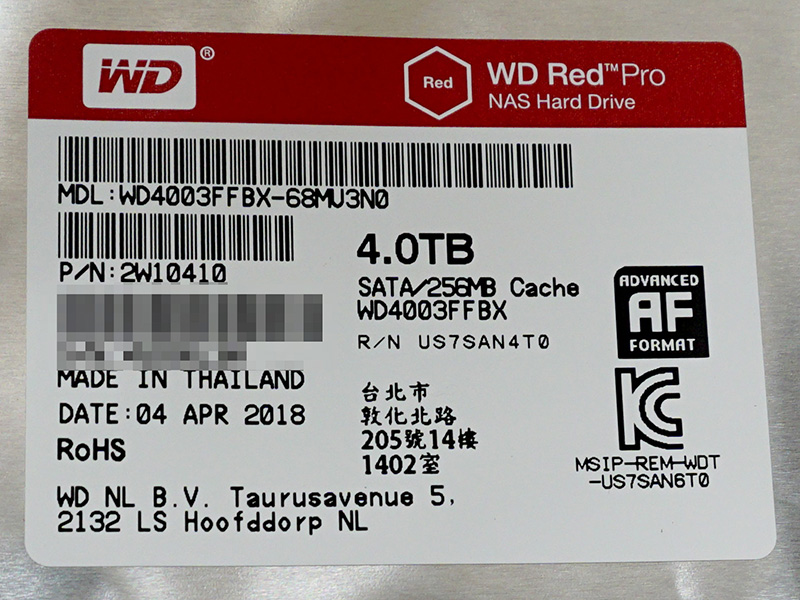 WD®
Red
WD Red™Pro
NAS Hard Drive
MDL:WD4003FFBX-68MU3N0
P/N:2W10410
4.0TB
SATA/256MB Cache
WD4003FFBX
R/N US7SAN4T0
ADVANCED
AF
FORMAT
MADE IN THAILAND
DATE:04 APR 2018
RoHS
台北市
敦化北路
205號14樓
1402室
MSIP-REM-WDT
-US7SAN6T0
WD NL B.V. Taurusavenue 5,
2132 LS Hoofddorp NL